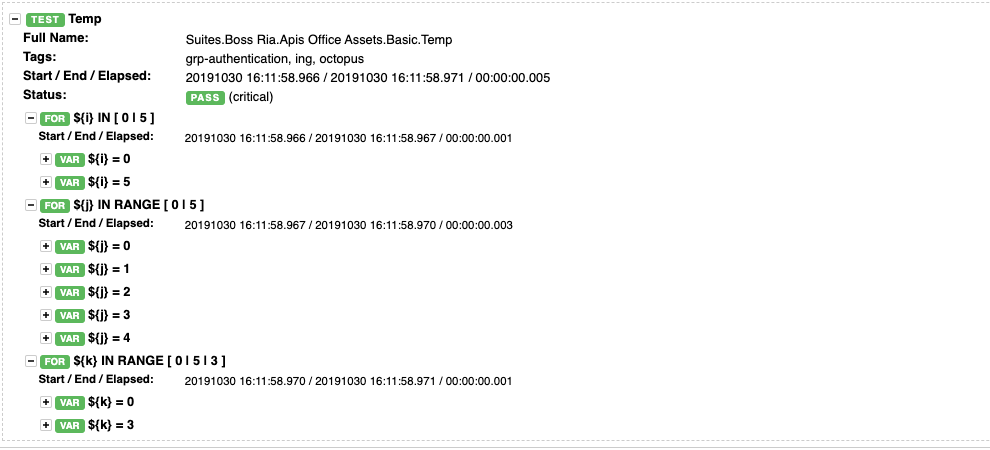 TEST Temp
Full Name: Suites.Boss Ria.Apis Office Assets.Basic.Temp
Tags: grp-authentication, ing, octopus
Start / End / Elapsed: 20191030 16:11:58.966 / 20191030 16:11:58.971 / 00:00:00.005
Status: PASS (critical)
FOR ${i} IN [ 0 | 5 ]
Start / End / Elapsed: 20191030 16:11:58.966 / 20191030 16:11:58.967 / 00:00:00.001
VAR ${i} = 0
VAR ${i} = 5
FOR ${j} IN RANGE [ 0 | 5 ]
Start / End / Elapsed: 20191030 16:11:58.967 / 20191030 16:11:58.970 / 00:00:00.003
VAR ${j} = 0
VAR ${j} = 1
VAR ${j} = 2
VAR ${j} = 3
VAR ${j} = 4
FOR ${k} IN RANGE [ 0 | 5 | 3 ]
Start / End / Elapsed: 20191030 16:11:58.970 / 20191030 16:11:58.971 / 00:00:00.001
VAR ${k} = 0
VAR ${k} = 3